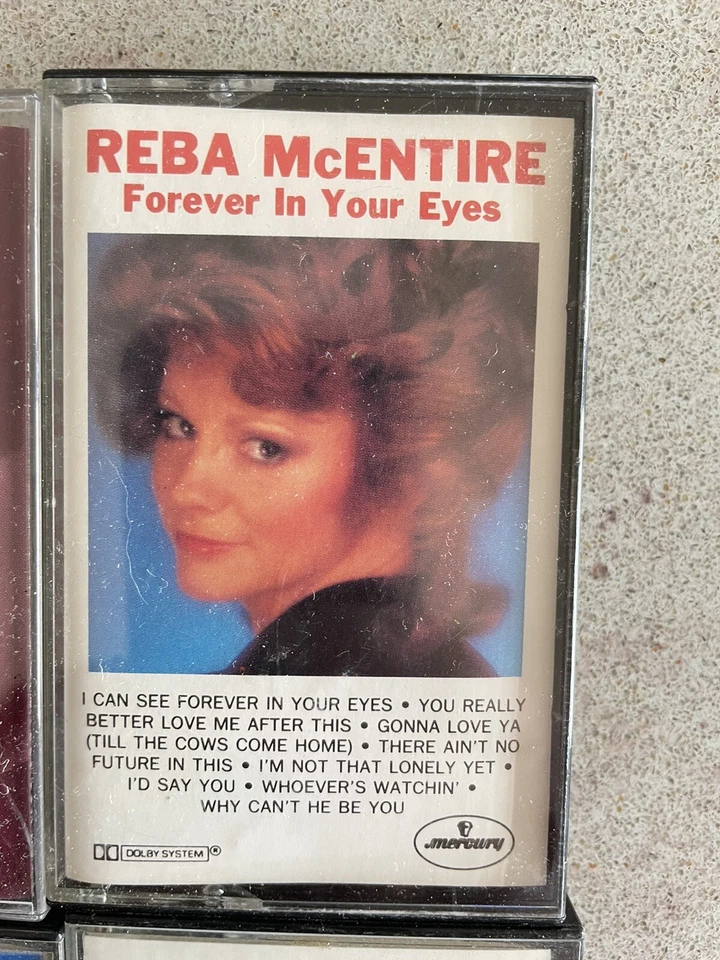 REBA McENTIRE
Forever In Your Eyes
I CAN SEE FOREVER IN YOUR EYES • YOU REALLY
BETTER LOVE ME AFTER THIS • GONNA LOVE YA
(TILL THE COWS COME HOME) • THERE AIN'T NO
FUTURE IN THIS • I'M NOT THAT LONELY YET •
I'D SAY YOU • WHOEVER'S WATCHIN' •
WHY CAN'T HE BE YOU
DOLBY SYSTEM®
mercury